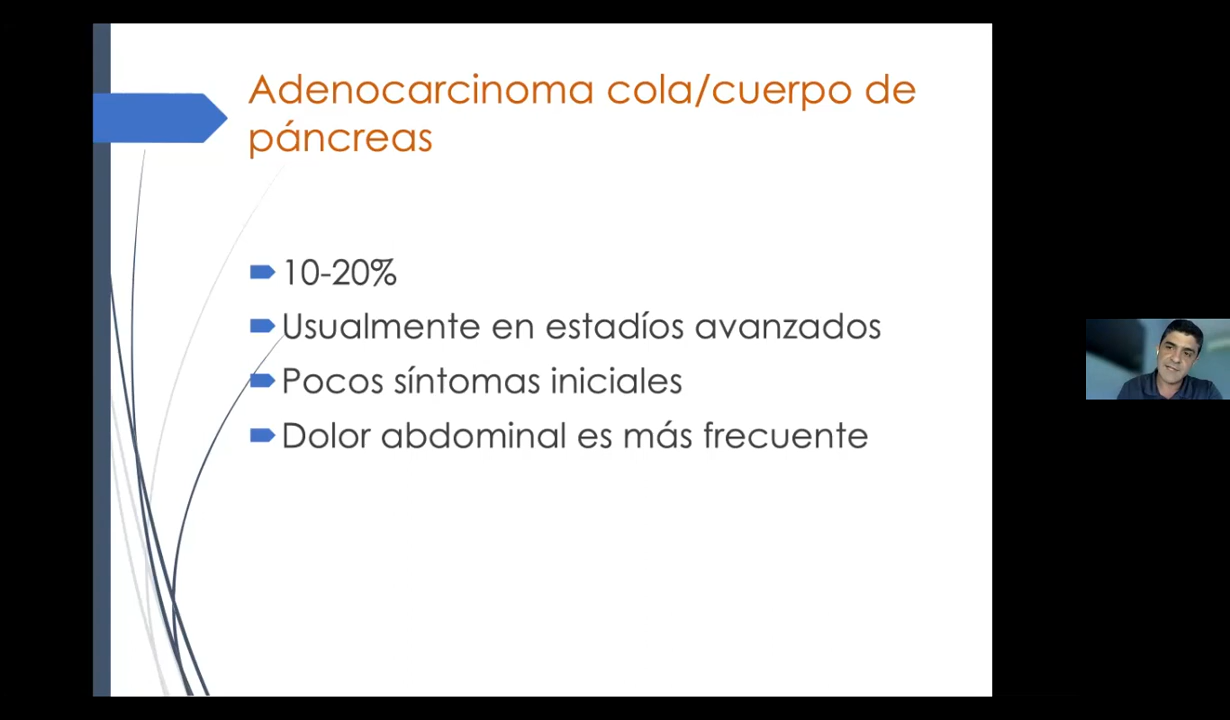 Adenocarcinoma cola/cuerpo de
páncreas
10-20%
Usualmente en estadíos avanzados
Pocos síntomas iniciales
Dolor abdominal es más frecuente